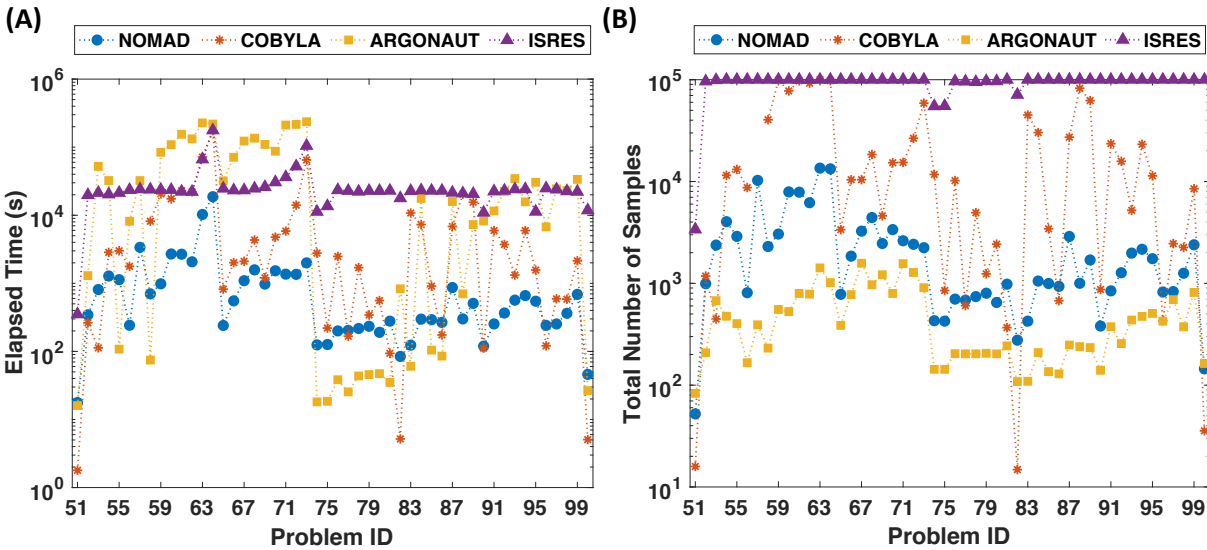 (A)
NOMAD COBYLA ARGONAUT ISRES
10^6
10^4
10^2
10^0
Elapsed Time (s)
51 55 59 63 67 71 75 79 83 87 91 95 99
Problem ID
(B)
NOMAD COBYLA ARGONAUT ISRES
10^5
10^4
10^3
10^2
10^1
Total Number of Samples
51 55 59 63 67 71 75 79 83 87 91 95 99
Problem ID